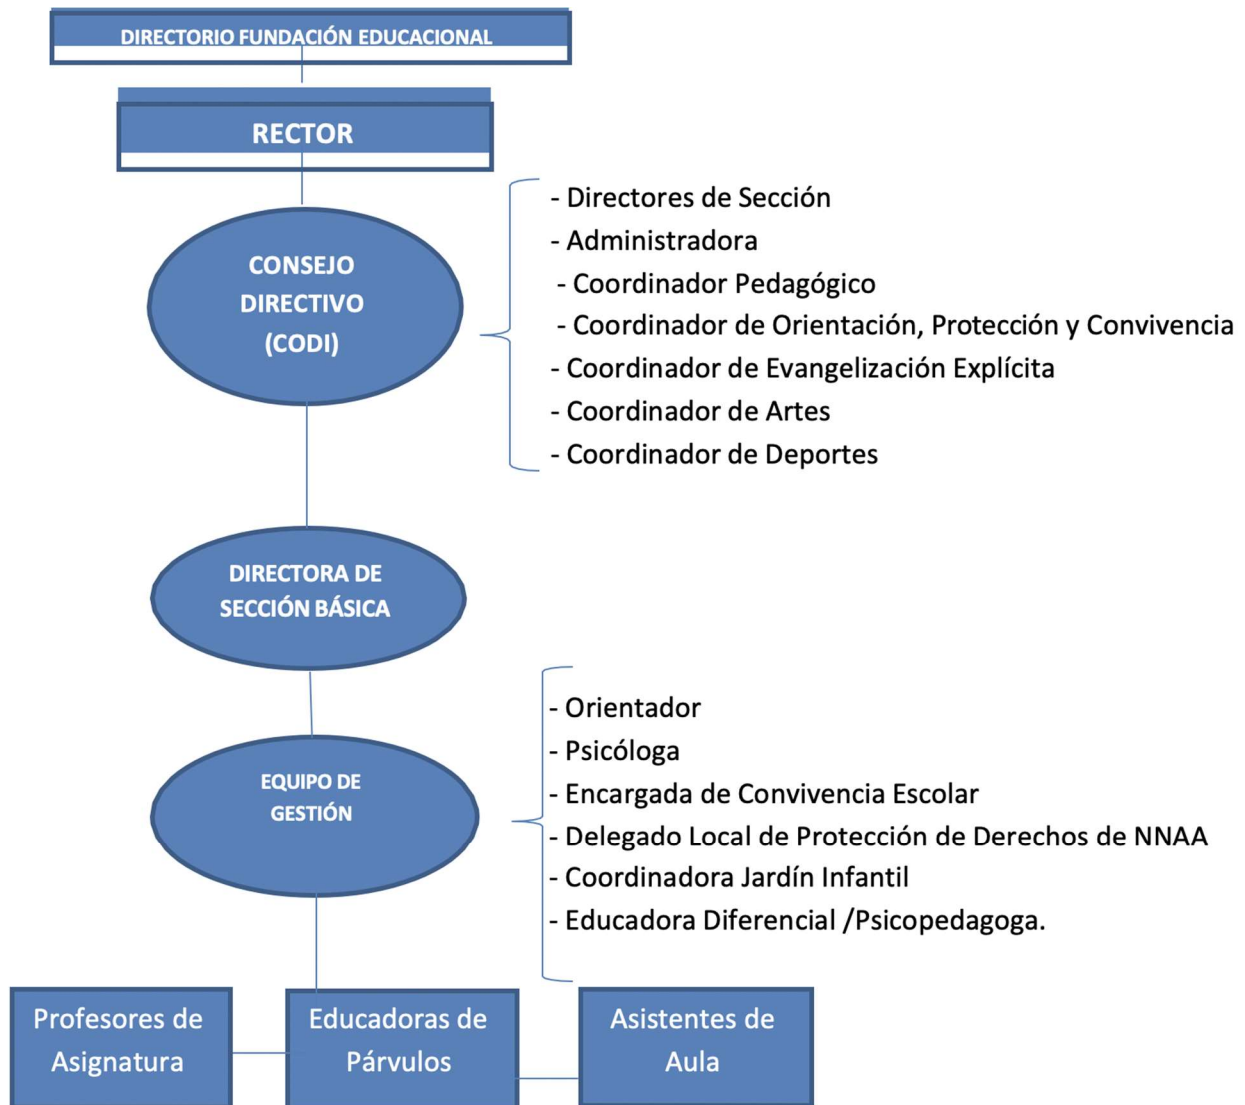 DIRECTORIO FUNDACIÓN EDUCACIONAL
RECTOR
CONSEJO
DIRECTIVO
(CODI)
- Directores de Sección
- Administradora
- Coordinador Pedagógico
- Coordinador de Orientación, Protección y Convivencia
- Coordinador de Evangelización Explícita
- Coordinador de Artes
- Coordinador de Deportes
DIRECTORA DE
SECCIÓN BÁSICA
EQUIPO DE
GESTIÓN
- Orientador
- Psicóloga
- Encargada de Convivencia Escolar
- Delegado Local de Protección de Derechos de NNAA
- Coordinadora Jardín Infantil
- Educadora Diferencial /Psicopedagoga.
Profesores de
Asignatura
Educadoras de
Párvulos
Asistentes de
Aula